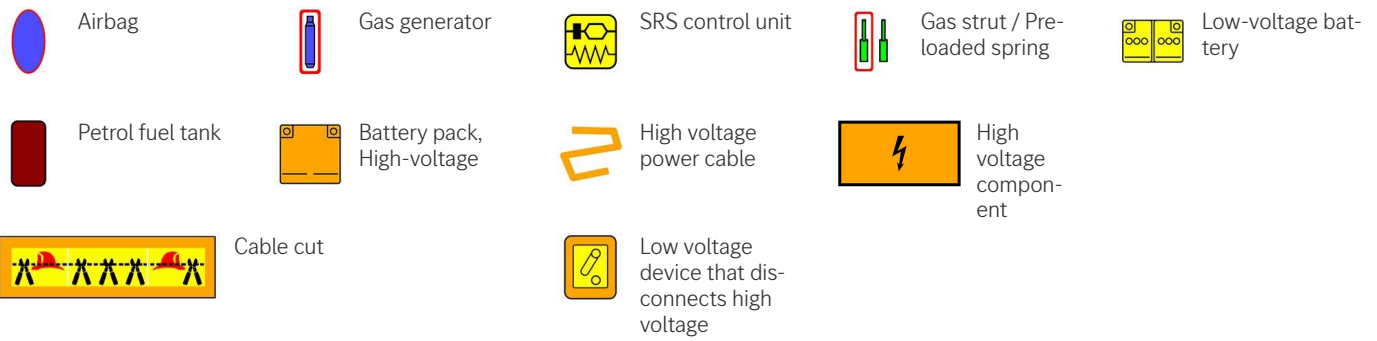 Airbag
Gas generator
SRS control unit
Gas strut / Pre-
loaded spring
Low-voltage bat-
tery
Petrol fuel tank
Battery pack,
High-voltage
High voltage
power cable
High
voltage
compon-
ent
Cable cut
Low voltage
device that dis-
connects high
voltage